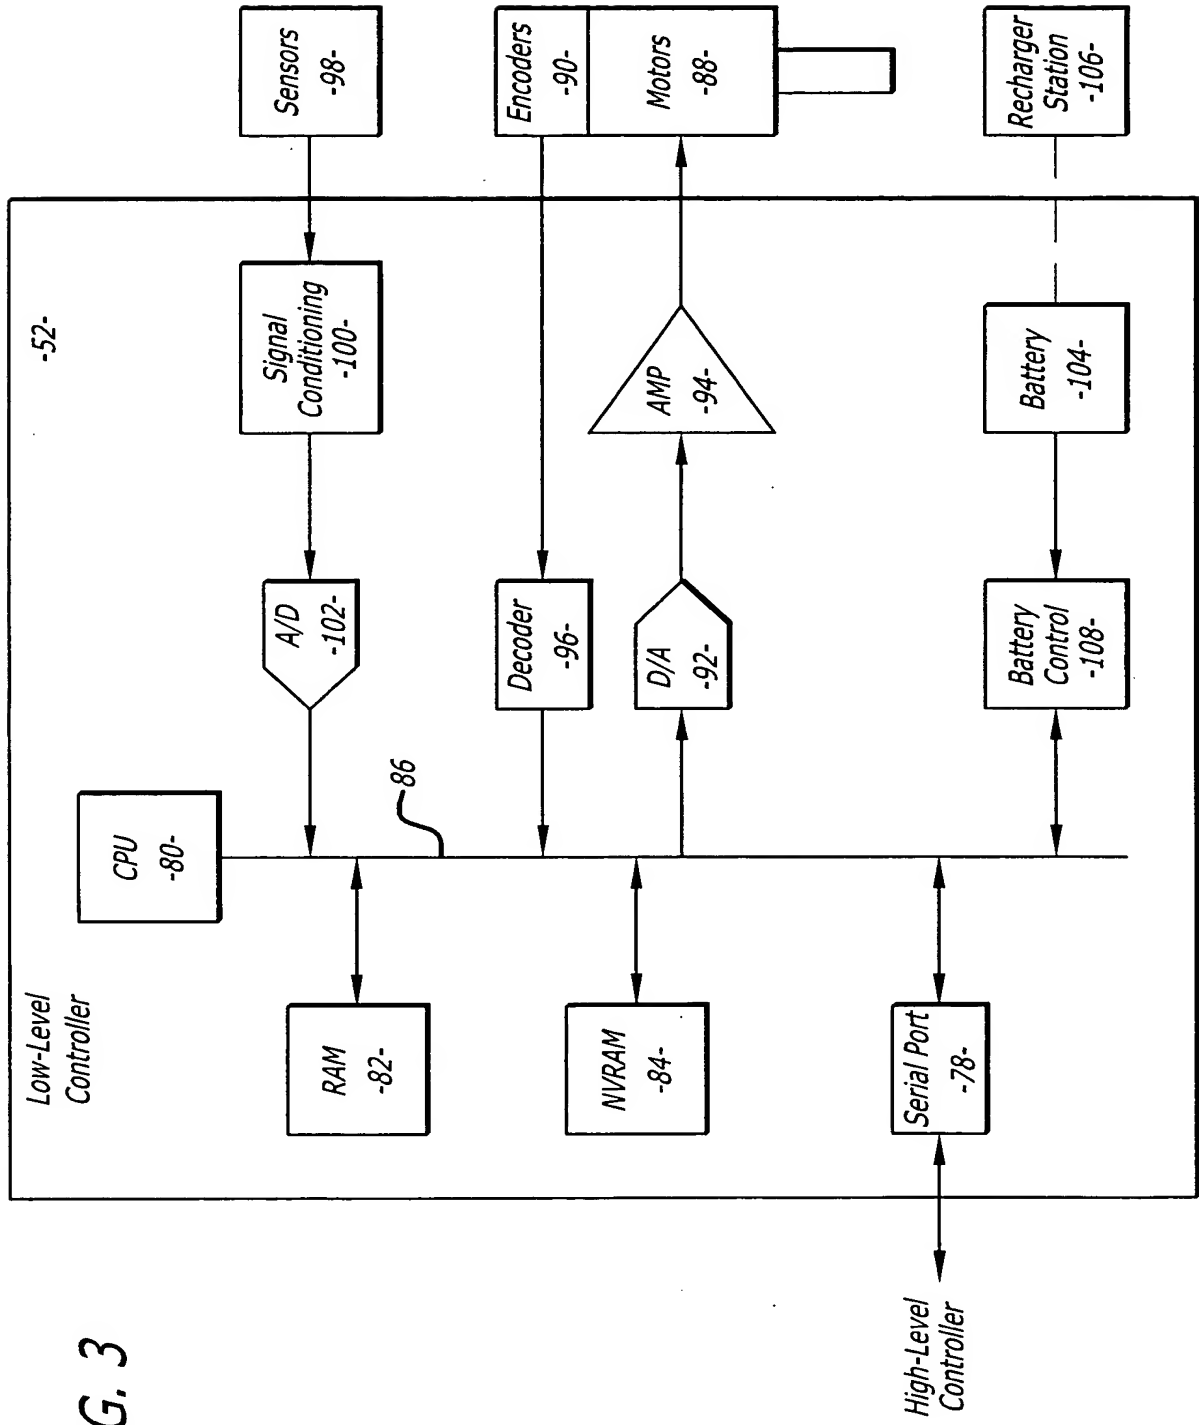 G. 3
Low-Level
Controller
-52-
CPU
-80-
Sensors
-98-
Signal
Conditioning
-100-
A/D
-102-
RAM
-82-
86
Encoders
-90-
Motors
-88-
Decoder
-96-
AMP
-94-
D/A
-92-
NVRAM
-84-
Recharger
Station
-106-
Battery
-104-
Battery
Control
-108-
Serial Port
-78-
High-Level
Controller